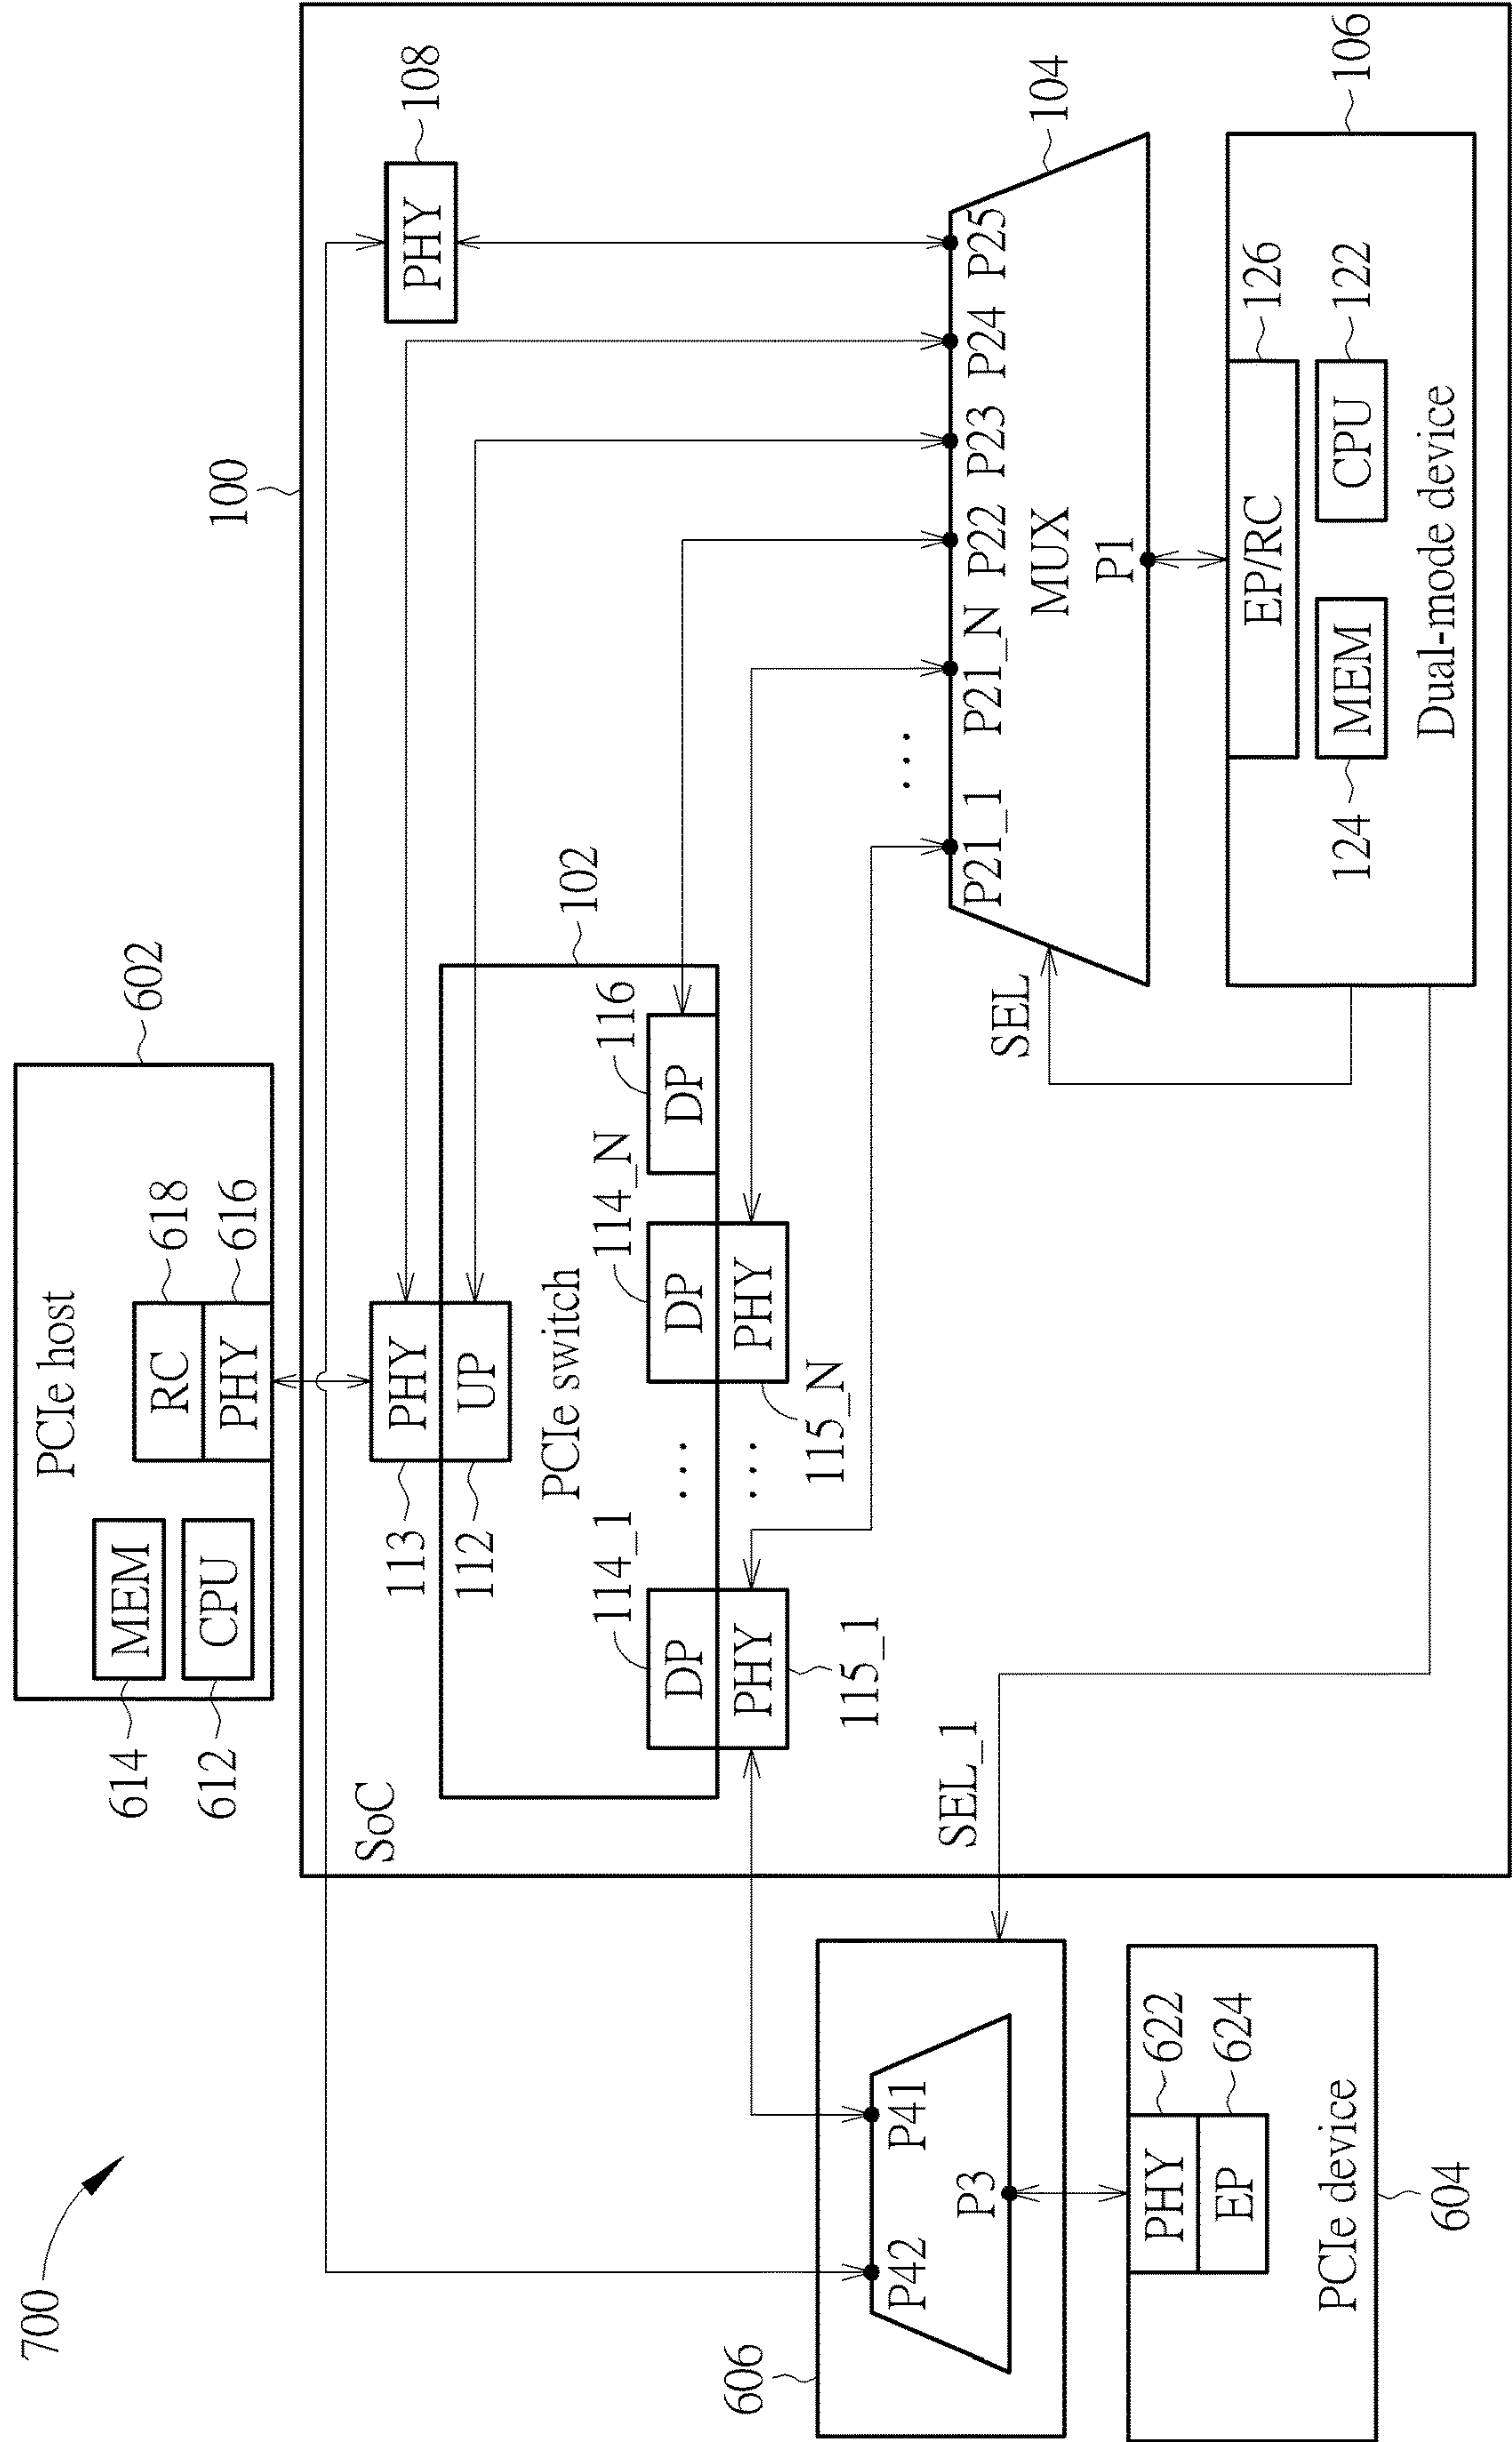 700
PCIe host
602
MEM
614
CPU
612
RC
618
PHY
616
100
SoC
PHY
108
PHY
113
UP
112
PCIe switch
102
DP
114_1
PHY
115_1
...
...
DP
114_N
PHY
115_N
DP
116
606
P42
P41
P3
SEL_1
PHY
622
EP
624
PCIe device
604
SEL
P21_1
...
P21_N
P22
P23
P24
P25
MUX
104
P1
EP/RC
126
MEM
124
CPU
122
Dual-mode device
106